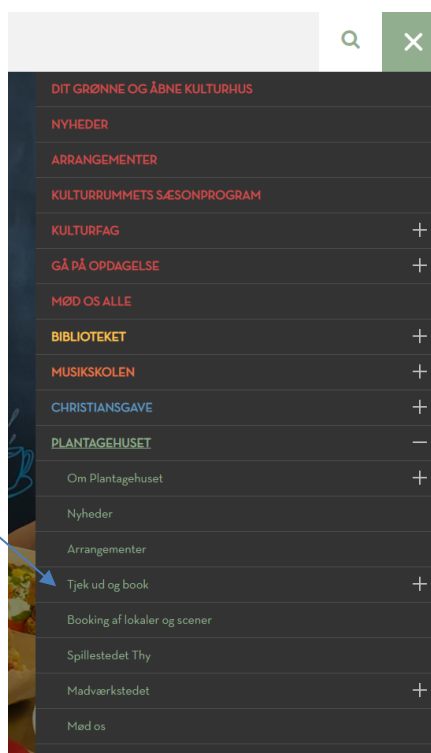 DIT GRØNNE OG ÅBNE KULTURHUS
NYHEDER
ARRANGEMENTER
KULTURRUMMETS SÆSONPROGRAM
KULTURFAG
GÅ PÅ OPDAGELSE
MØD OS ALLE
BIBLIOTEKET
MUSIKSKOLEN
CHRISTIANSGAVE
PLANTAGEHUSET
Om Plantagehuset
Nyheder
Arrangementer
Tjek ud og book
Booking af lokaler og scener
Spillestedet Thy
Madværkstedet
Mød os